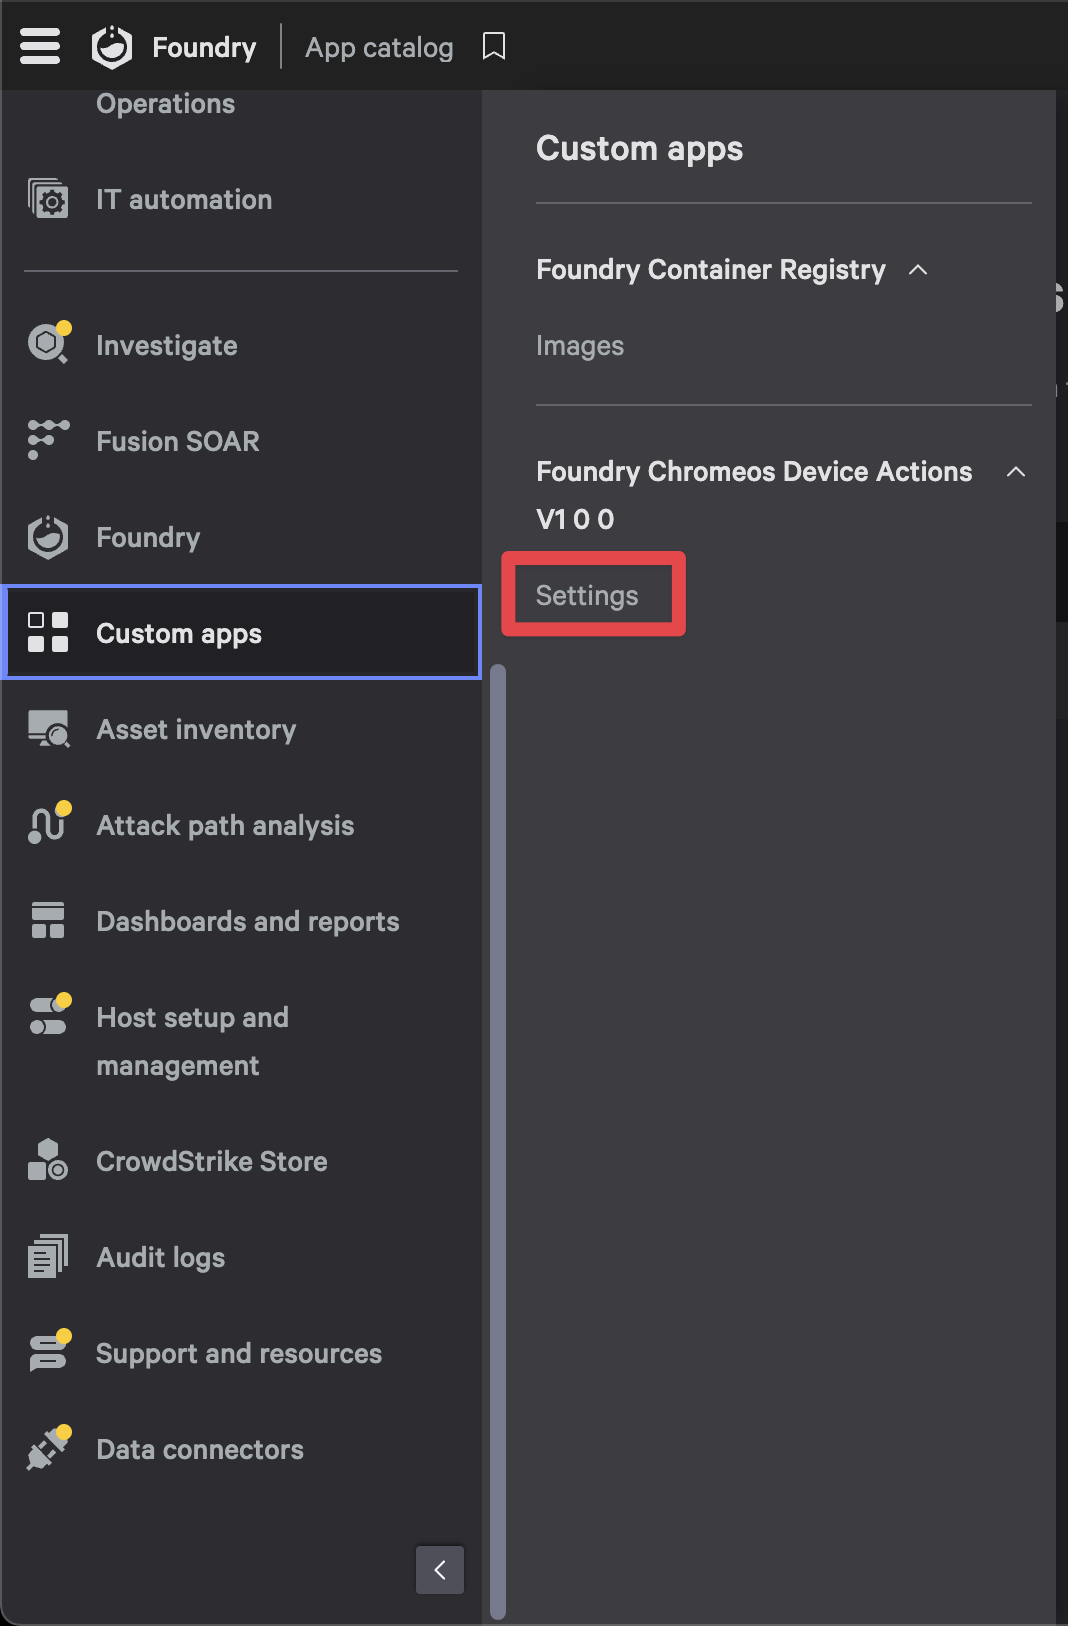 Foundry
App catalog
Operations
IT automation
Investigate
Fusion SOAR
Foundry
Custom apps
Asset inventory
Attack path analysis
Dashboards and reports
Host setup and
management
CrowdStrike Store
Audit logs
Support and resources
Data connectors
Custom apps
Foundry Container Registry
Images
Foundry Chromeos Device Actions
V1 0 0
Settings